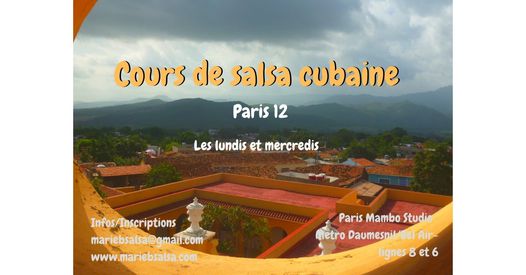 Cours de salsa cubaine
Paris 12
Les lundis et mercredis
Infos/Inscriptions
mariebsalsa@gmail.com
www.mariebsalsa.com
Paris Mambo Studio
Métro Daumesnil/Bel Air-
lignes 8 et 6